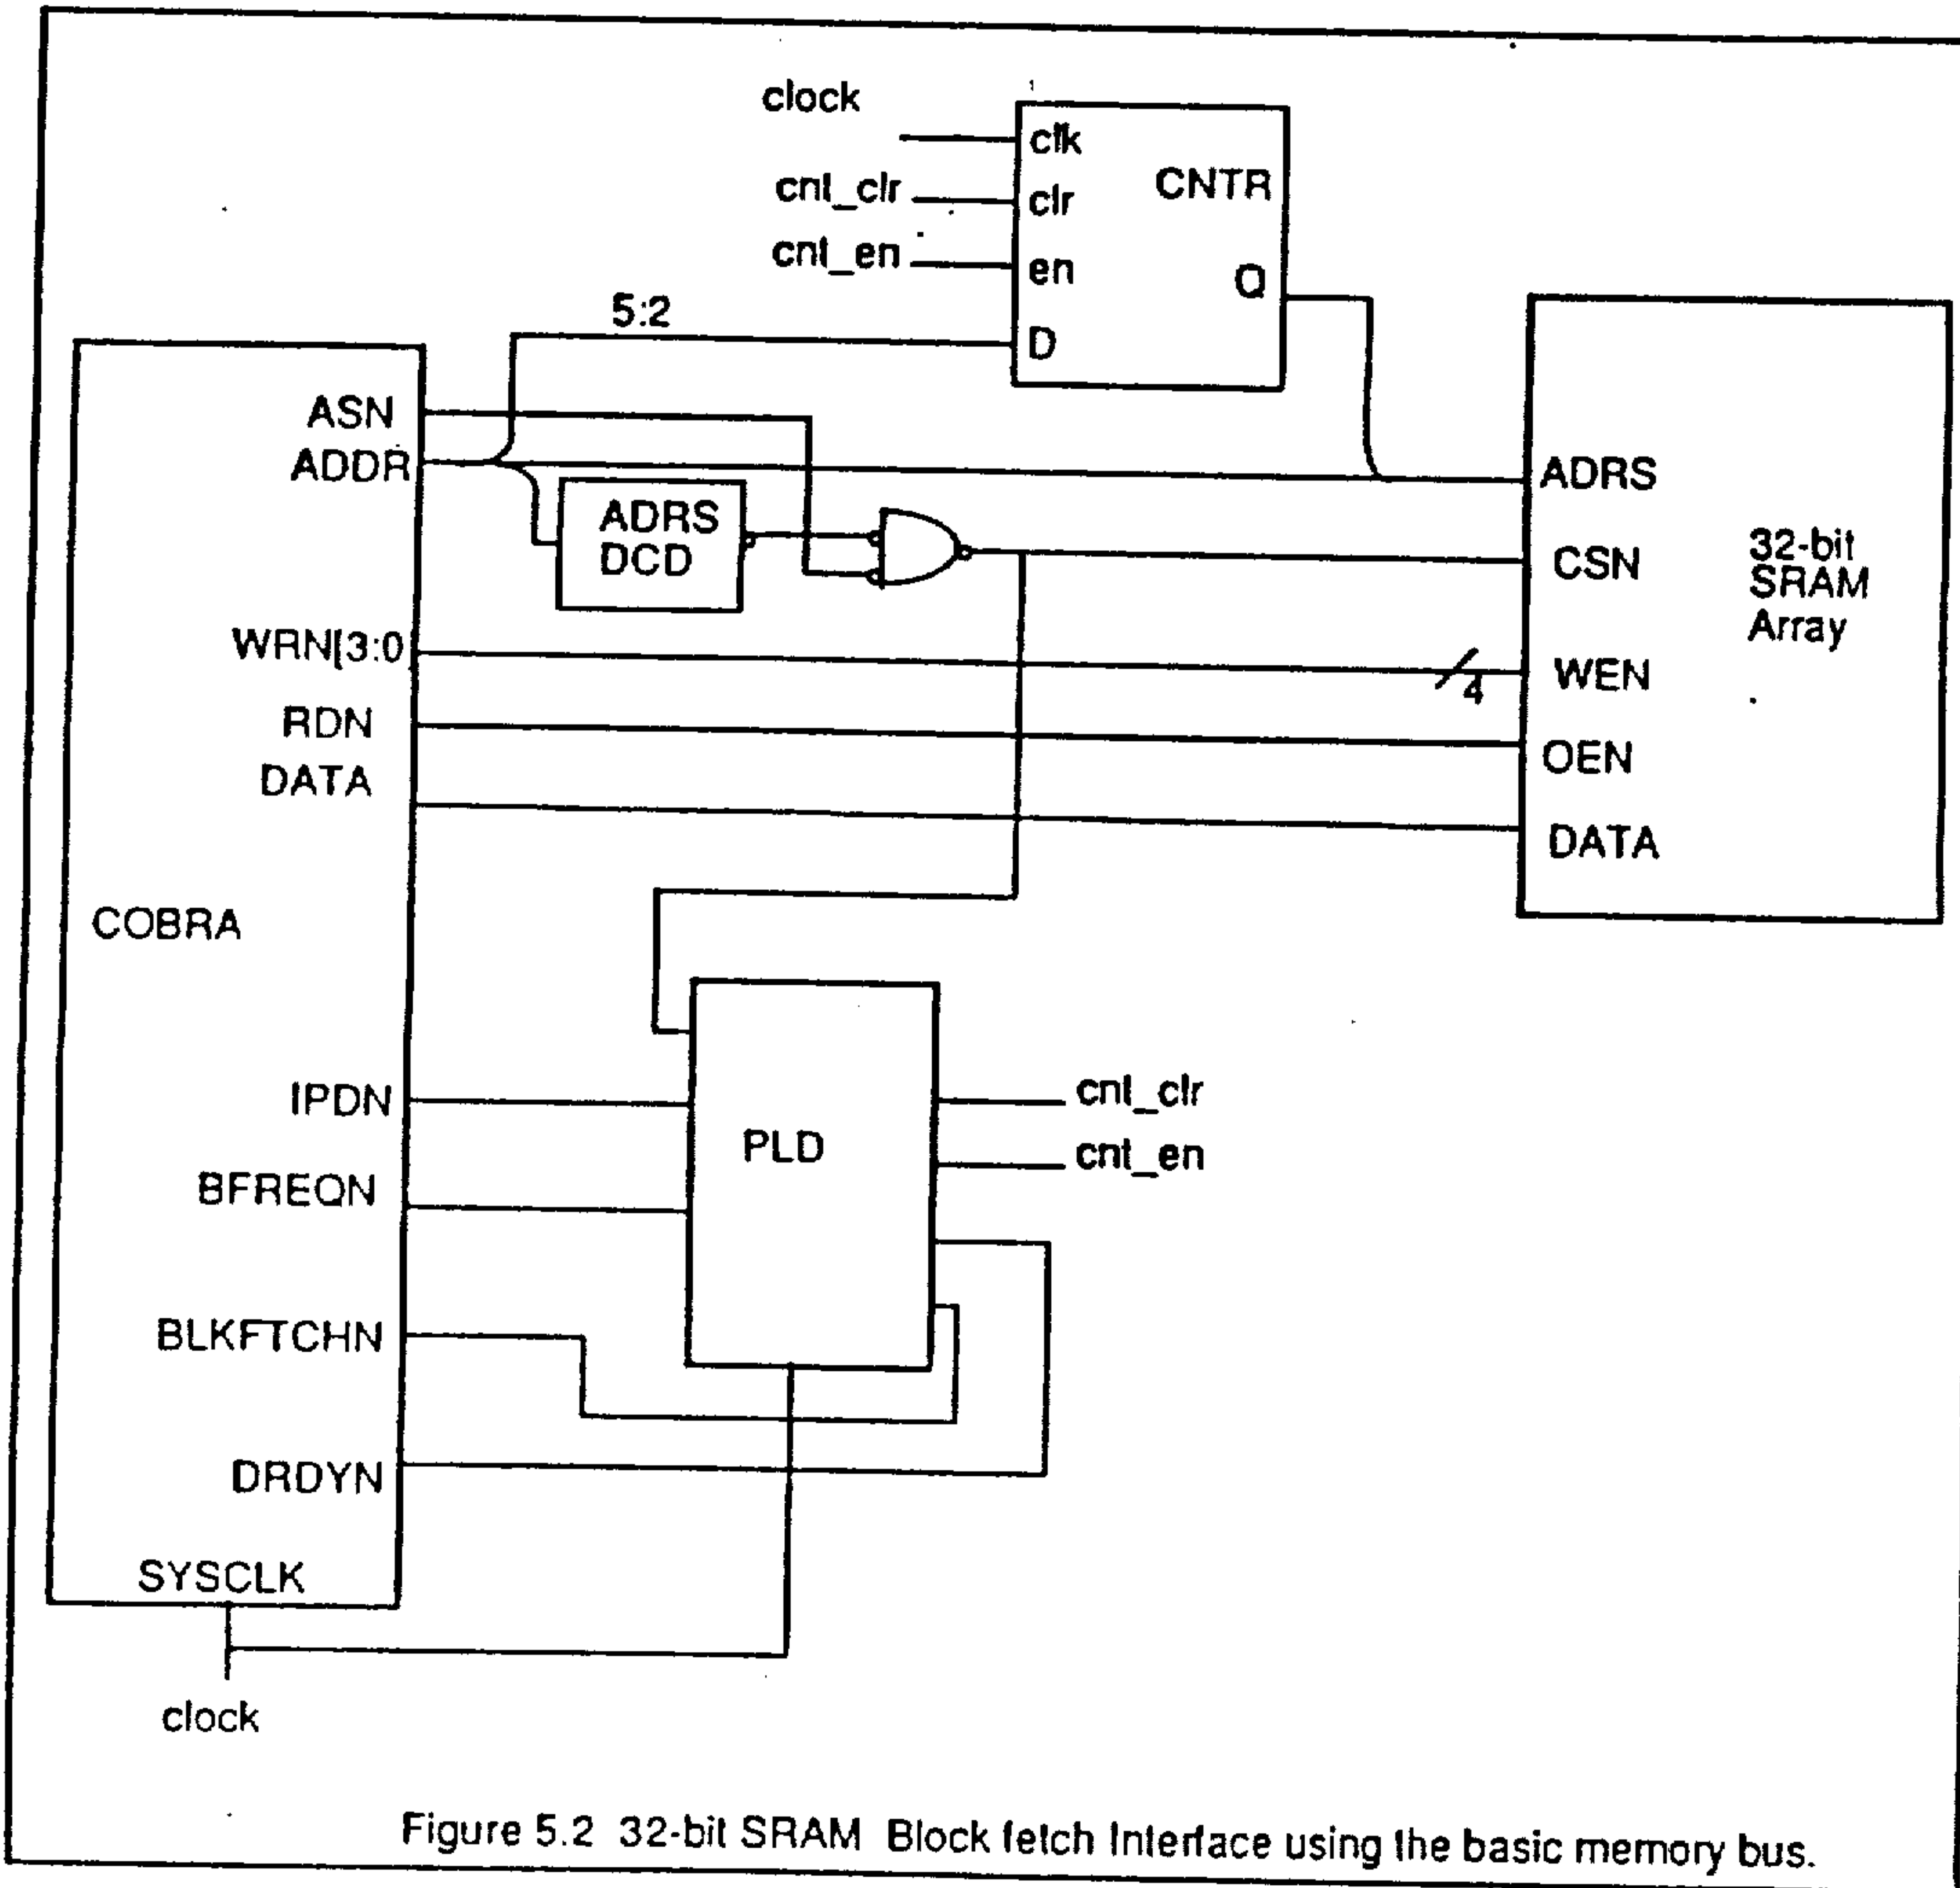 clock
clk
CNTR
cnt_clr
clr
cnt_en
en
Q
5:2
D
ASN
ADDR
ADRS
DCD
ADRS
CSN
32-bit
SRAM
Array
WRN[3:0
WEN
4
RDN
OEN
DATA
DATA
COBRA
IPDN
PLD
cnt_clr
cnt_en
BFREQN
BLKFTCHN
DRDYN
SYSCLK
clock
Figure 5.2 32-bit SRAM Block fetch Interface using the basic memory bus.